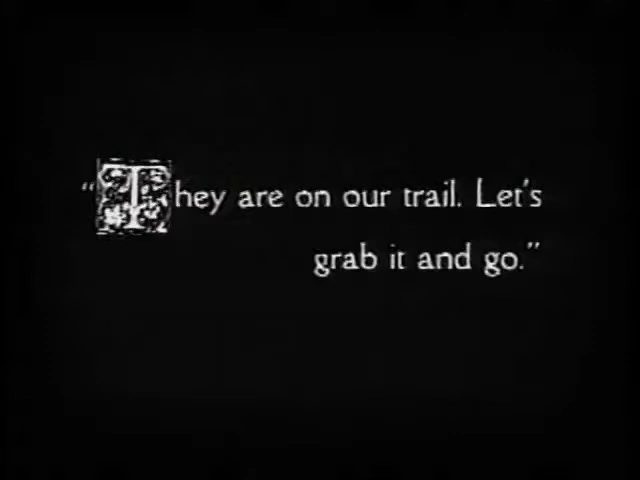 “They are on our trail. Let's
grab it and go.”